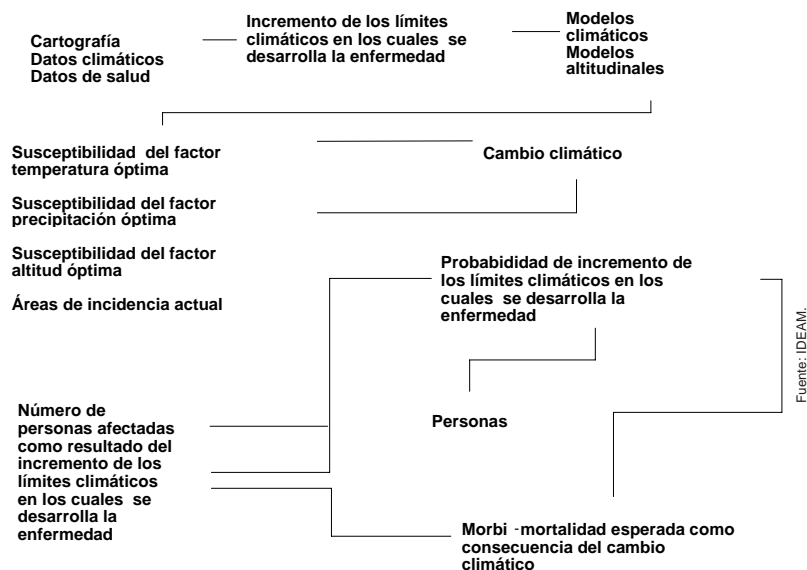 Cartografía
Datos climáticos
Datos de salud
Incremento de los límites
climáticos en los cuales se
desarrolla la enfermedad
Modelos
climáticos
Modelos
altitudinales
Susceptibilidad del factor
temperatura óptima
Cambio climático
Susceptibilidad del factor
precipitación óptima
Susceptibilidad del factor
altitud óptima
Áreas de incidencia actual
Probabididad de incremento de
los límites climáticos en los
cuales se desarrolla la
enfermedad
Fuente: IDEAM.
Número de
personas afectadas
como resultado del
incremento de los
límites climáticos
en los cuales se
desarrolla la
enfermedad
Personas
Morbi -mortalidad esperada como
consecuencia del cambio
climático